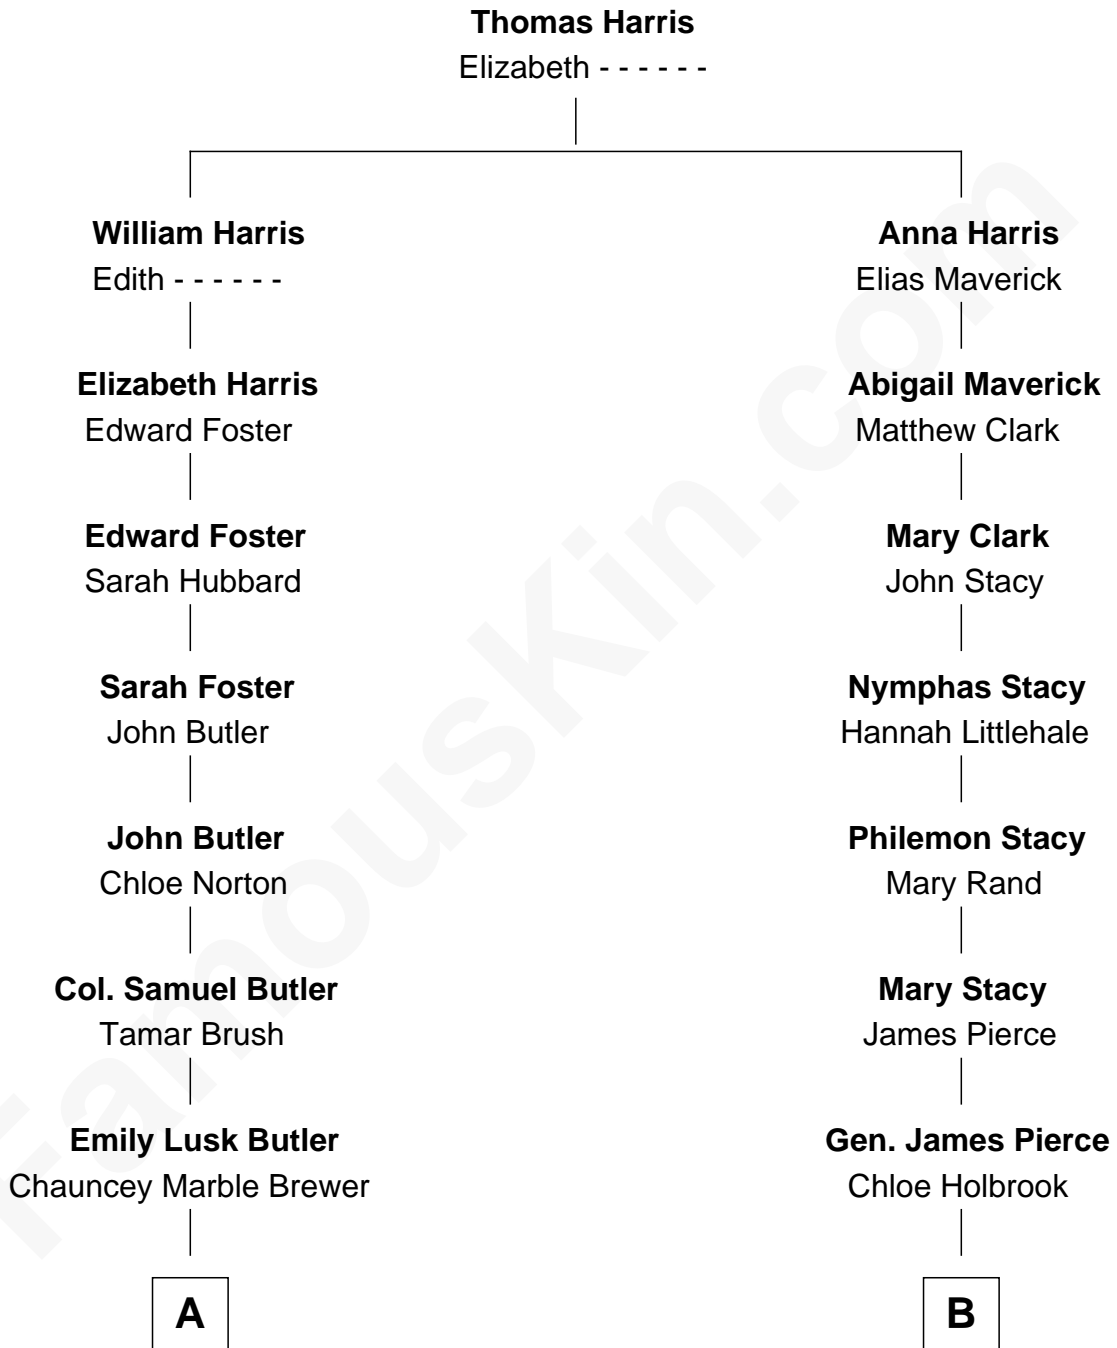 Thomas Harris
Elizabeth - - - - - -
William Harris
Edith - - - - - -
Anna Harris
Elias Maverick
Elizabeth Harris
Edward Foster
Abigail Maverick
Matthew Clark
Edward Foster
Sarah Hubbard
Mary Clark
John Stacy
Sarah Foster
John Butler
Nymphas Stacy
Hannah Littlehale
John Butler
Chloe Norton
Philemon Stacy
Mary Rand
Col. Samuel Butler
Tamar Brush
Mary Stacy
James Pierce
Emily Lusk Butler
Chauncey Marble Brewer
Gen. James Pierce
Chloe Holbrook
A
B
FamousKin.com